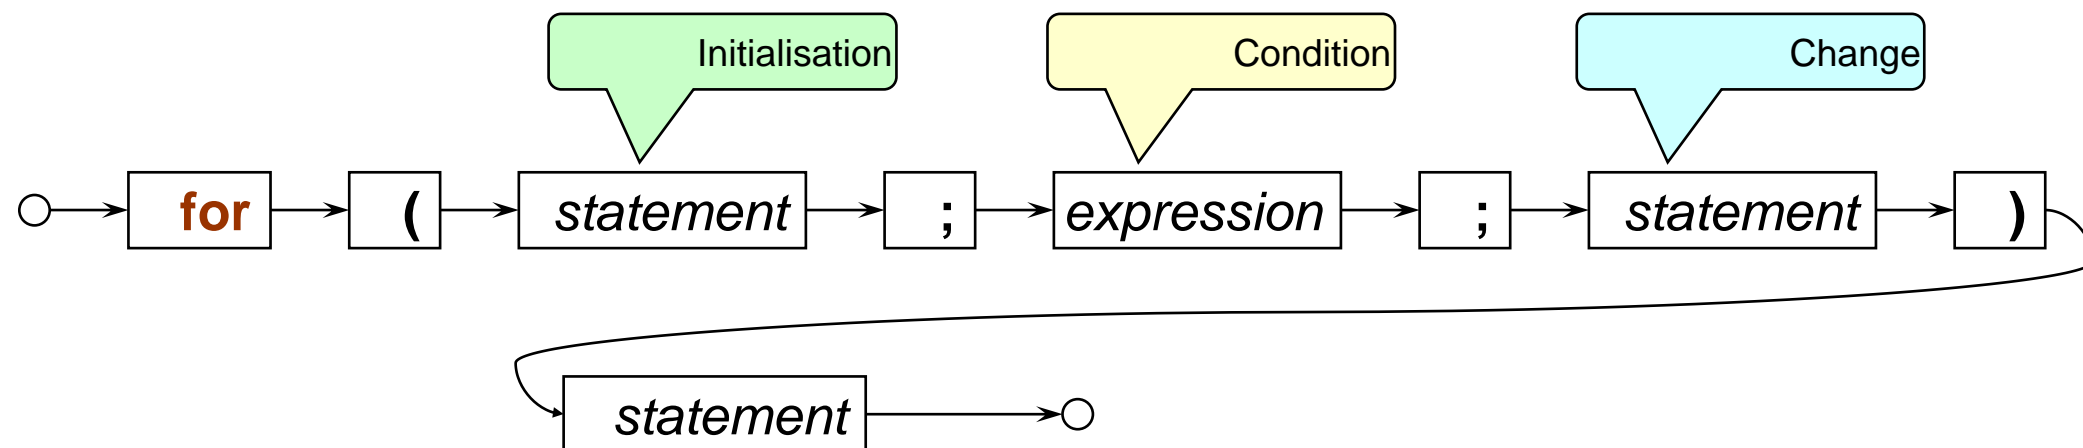 Initialisation Condition Change
for ( statement ; expression ; statement )
statement